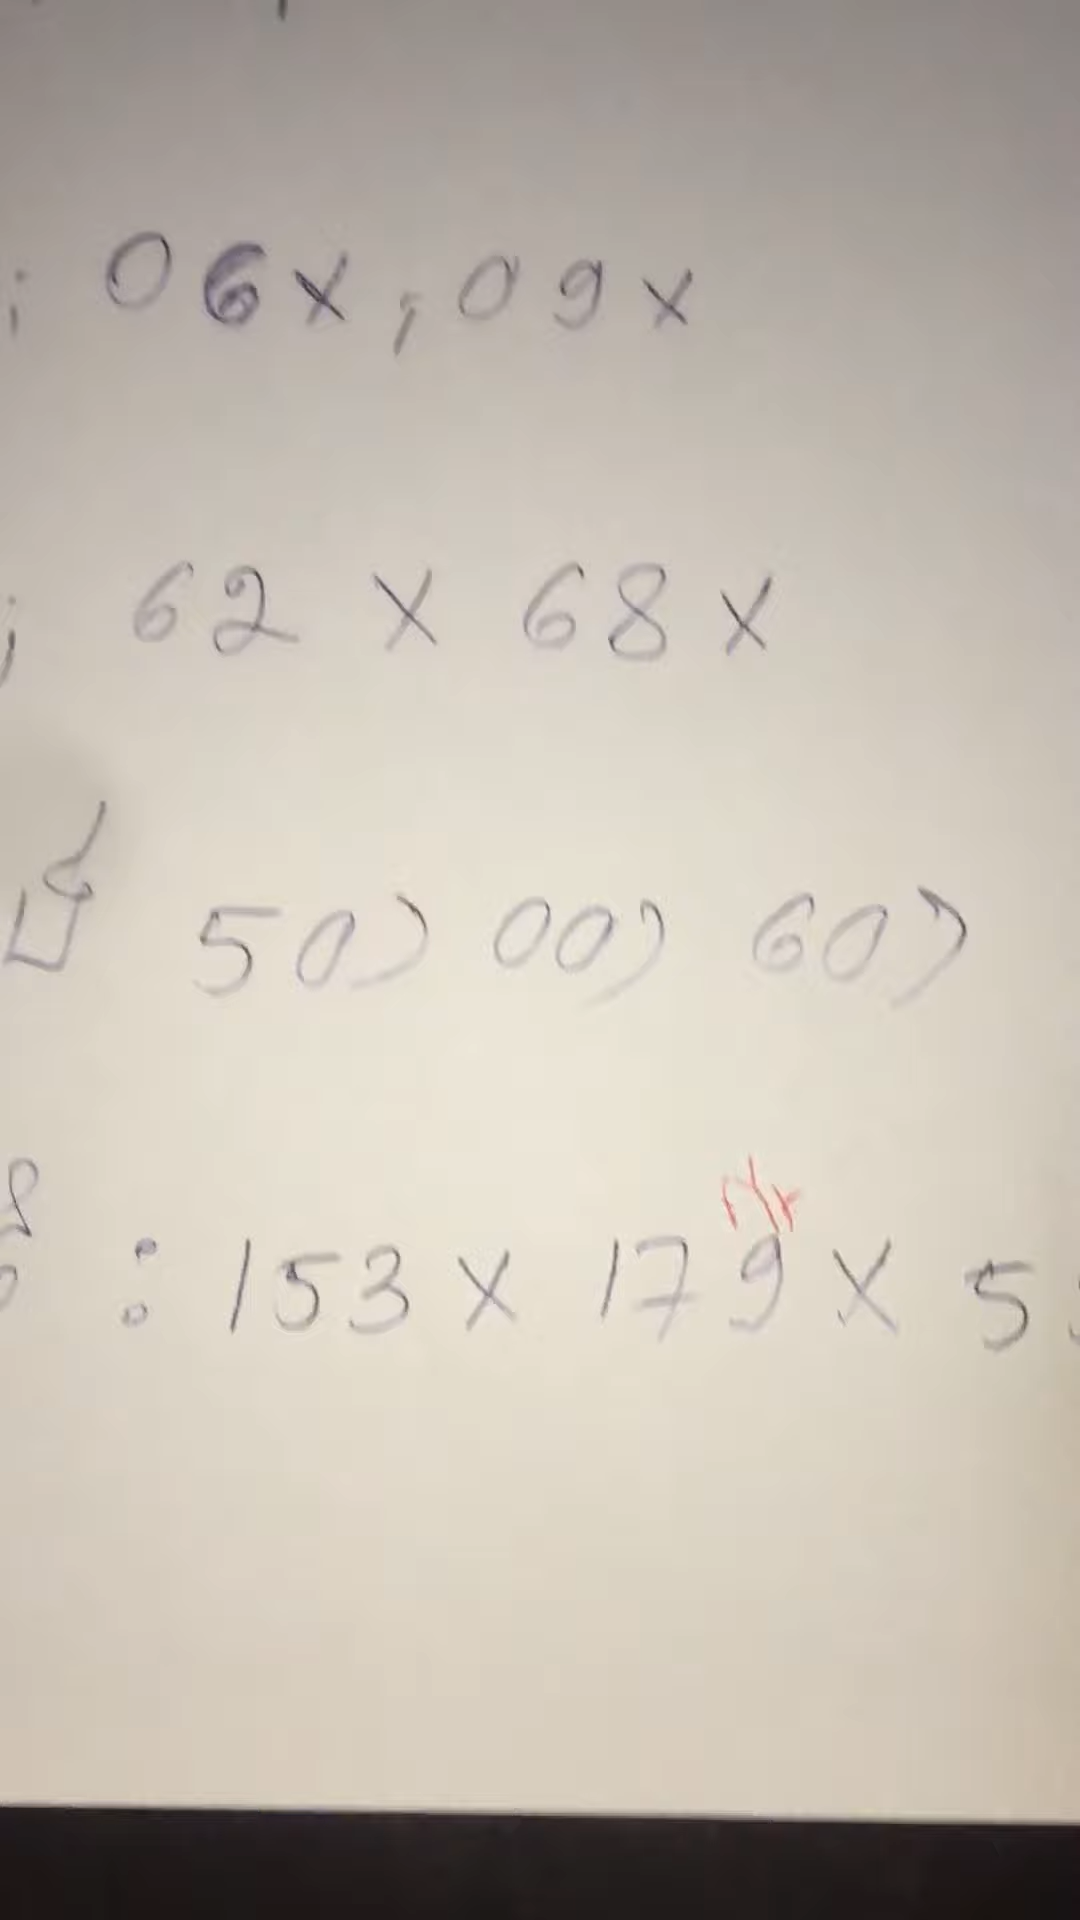 ; 06x, 09x
; 62 x 68 x
50) 00) 60)
: 153 x 179 x 5